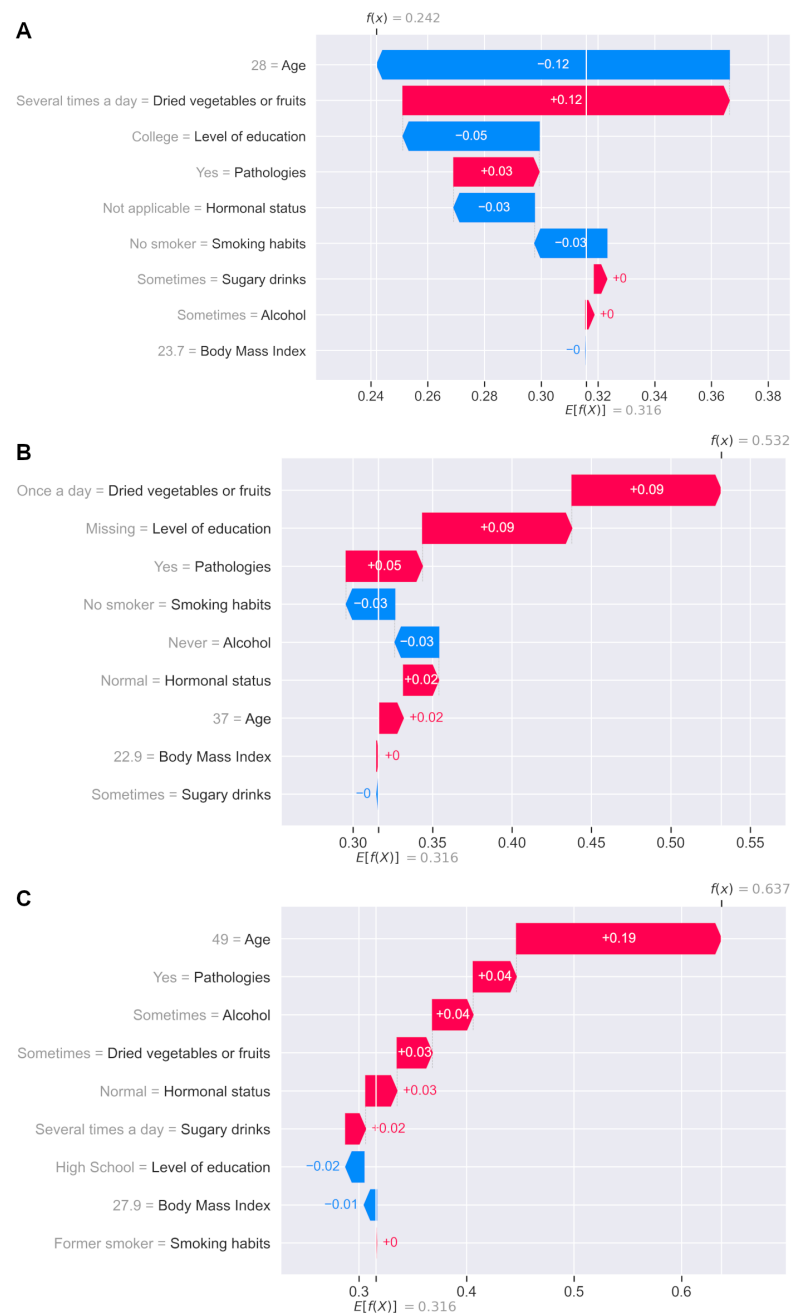 A
f(x) = 0.242
28 = Age −0.12
Several times a day = Dried vegetables or fruits +0.12
College = Level of education −0.05
Yes = Pathologies +0.03
Not applicable = Hormonal status −0.03
No smoker = Smoking habits −0.03
Sometimes = Sugary drinks +0
Sometimes = Alcohol +0
23.7 = Body Mass Index −0
0.24 0.26 0.28 0.30 0.32 0.34 0.36 0.38
E[f(X)] = 0.316
B
f(x) = 0.532
Once a day = Dried vegetables or fruits +0.09
Missing = Level of education +0.09
Yes = Pathologies +0.05
No smoker = Smoking habits −0.03
Never = Alcohol −0.03
Normal = Hormonal status +0.02
37 = Age +0.02
22.9 = Body Mass Index +0
Sometimes = Sugary drinks −0
0.30 0.35 0.40 0.45 0.50 0.55
E[f(X)] = 0.316
C
f(x) = 0.637
49 = Age +0.19
Yes = Pathologies +0.04
Sometimes = Alcohol +0.04
Sometimes = Dried vegetables or fruits +0.03
Normal = Hormonal status +0.03
Several times a day = Sugary drinks +0.02
High School = Level of education −0.02
27.9 = Body Mass Index −0.01
Former smoker = Smoking habits +0
0.3 0.4 0.5 0.6
E[f(X)] = 0.316